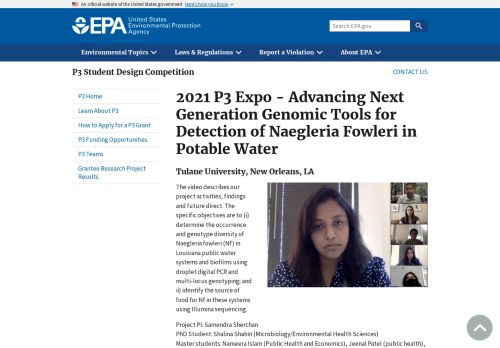 An official website of the United States government Here's how you know
EPA United States
Environmental Protection
Agency
Search EPA.gov
Environmental Topics
Laws & Regulations
Report a Violation
About EPA
P3 Student Design Competition
CONTACT US
P3 Home
Learn About P3
How to Apply for a P3 Grant
P3 Funding Opportunities
P3 Teams
Grantee Research Project
Results
2021 P3 Expo - Advancing Next
Generation Genomic Tools for
Detection of Naegleria Fowleri in
Potable Water
Tulane University, New Orleans, LA
The video describes our
project activities, findings
and future direct. The
specific objectives are to (i)
determine the occurrence
and genotype diversity of
Naegleria fowleri (Nf) in
Louisiana public water
systems and biofilms using
droplet digital PCR and
multi-locus genotyping; and
ii) identify the source of
food for Nf in these systems
using Illumina sequencing.
Project PI: Samendra Sherchan
PhD Student: Shalina Shahin (Microbiology/Environmental Health Sciences)
Master students: Nameera Islam (Public Health and Economics), Jeenal Patel (public health),